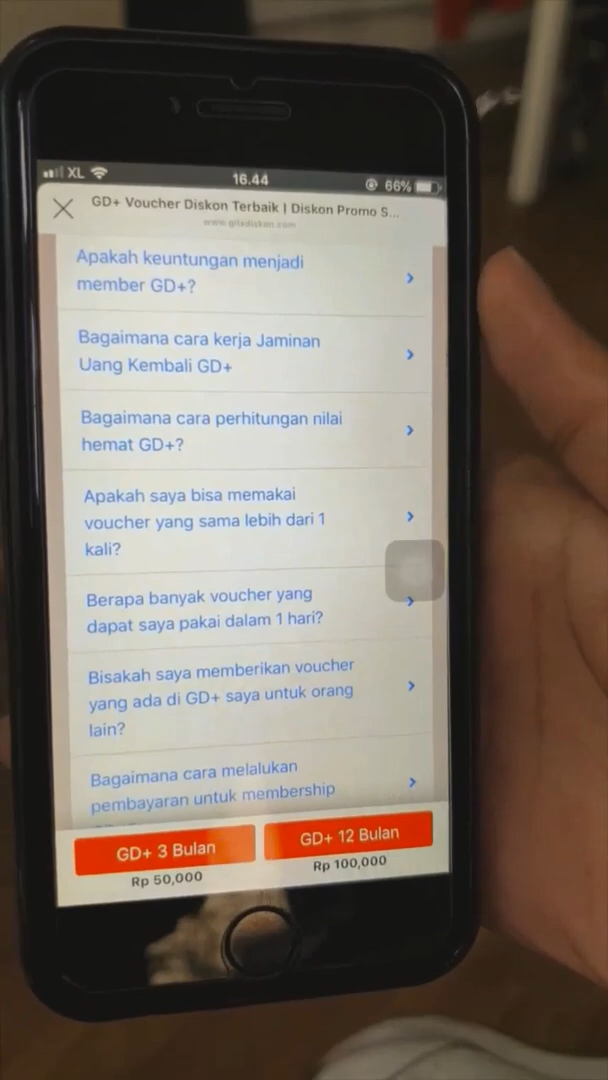 XL
16.44
66%
GD+ Voucher Diskon Terbaik | Diskon Promo S...
www.giladiskon.com
Apakah keuntungan menjadi
member GD+?
Bagaimana cara kerja Jaminan
Uang Kembali GD+
Bagaimana cara perhitungan nilai
hemat GD+?
Apakah saya bisa memakai
voucher yang sama lebih dari 1
kali?
Berapa banyak voucher yang
dapat saya pakai dalam 1 hari?
Bisakah saya memberikan voucher
yang ada di GD+ saya untuk orang
lain?
Bagaimana cara melalukan
pembayaran untuk membership
GD+ 3 Bulan
GD+ 12 Bulan
Rp 50,000
Rp 100,000